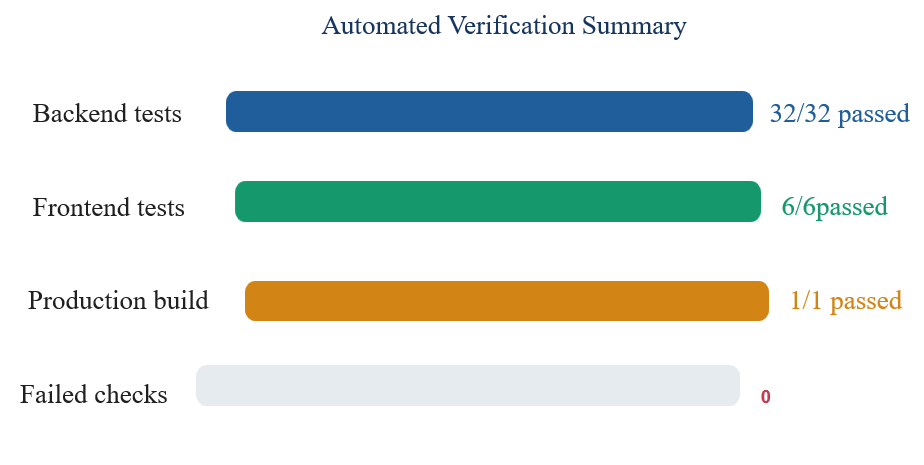 Automated Verification Summary
Backend tests 32/32 passed
Frontend tests 6/6passed
Production build 1/1 passed
Failed checks 0